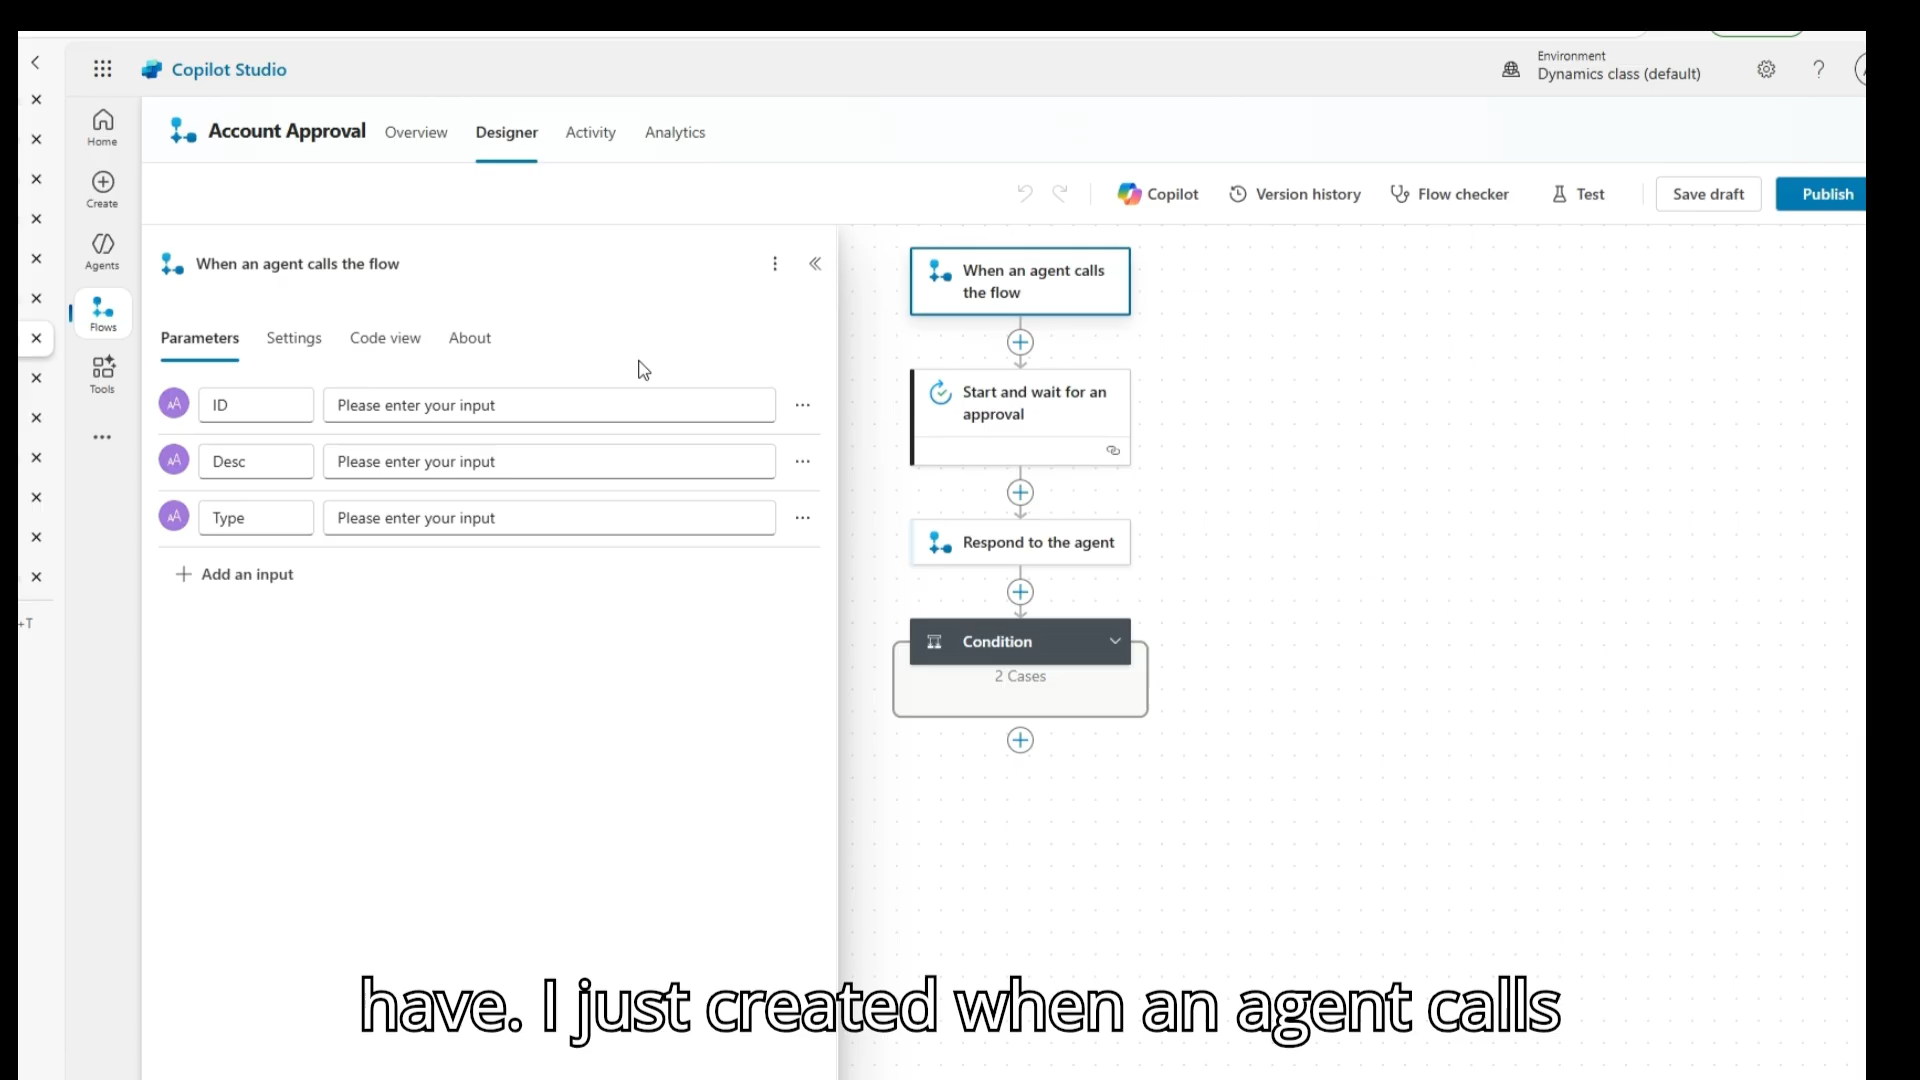 Copilot Studio
Environment
Dynamics class (default)
?
Home
Create
Agents
Flows
Tools
Account Approval
Overview
Designer
Activity
Analytics
Copilot
Version history
Flow checker
Test
Save draft
Publish
When an agent calls the flow
Parameters
Settings
Code view
About
ID
Please enter your input
Desc
Please enter your input
Type
Please enter your input
+ Add an input
When an agent calls
the flow
Start and wait for an
approval
Respond to the agent
Condition
2 Cases
+T
have. I just created when an agent calls